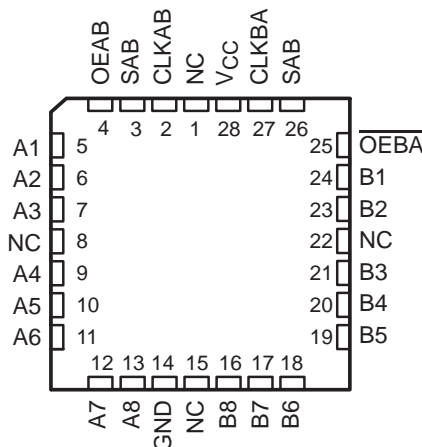 OEAB SAB CLKAB NC VCC CLKBA SAB
4 3 2 1 28 27 26
A1 5 25 OEBA
A2 6 24 B1
A3 7 23 B2
NC 8 22 NC
A4 9 21 B3
A5 10 20 B4
A6 11 19 B5
12 13 14 15 16 17 18
A7 A8 GND NC B8 B7 B6